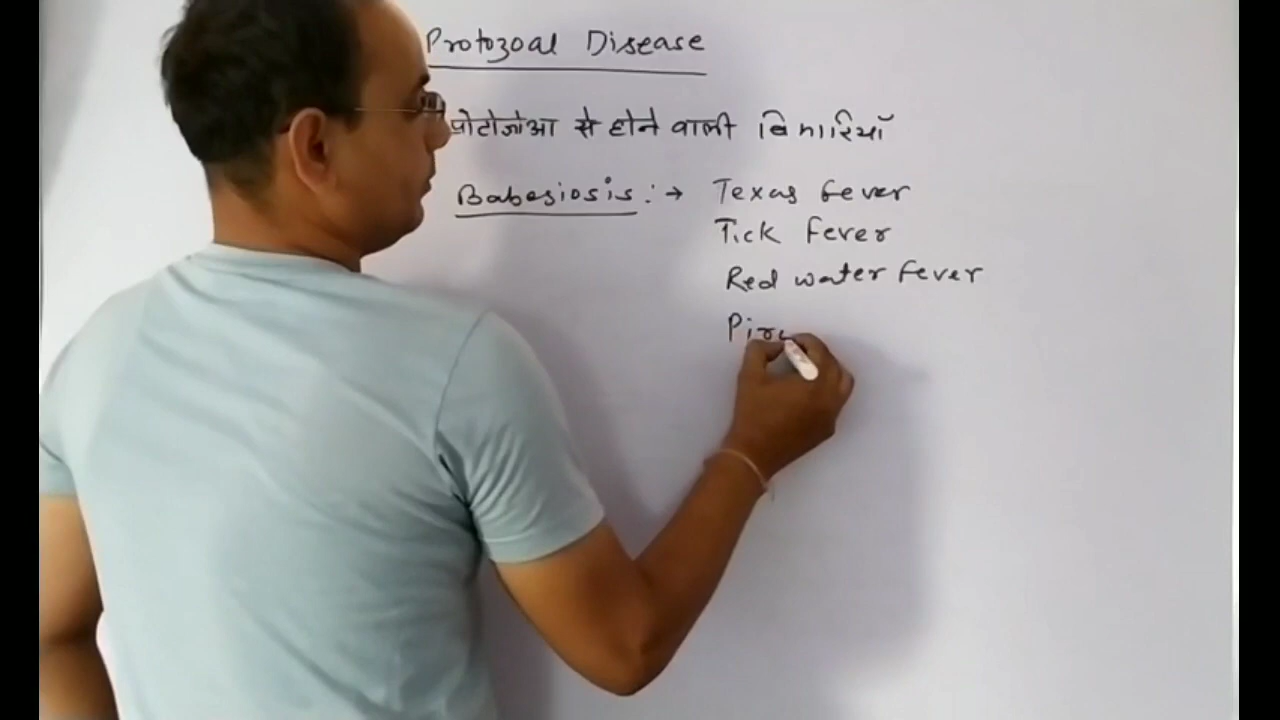 Protozoal Disease
प्रोटोजोआ से होने वाली बिमारियाँ
Babesiosis :→ Texas fever
Tick fever
Red water fever